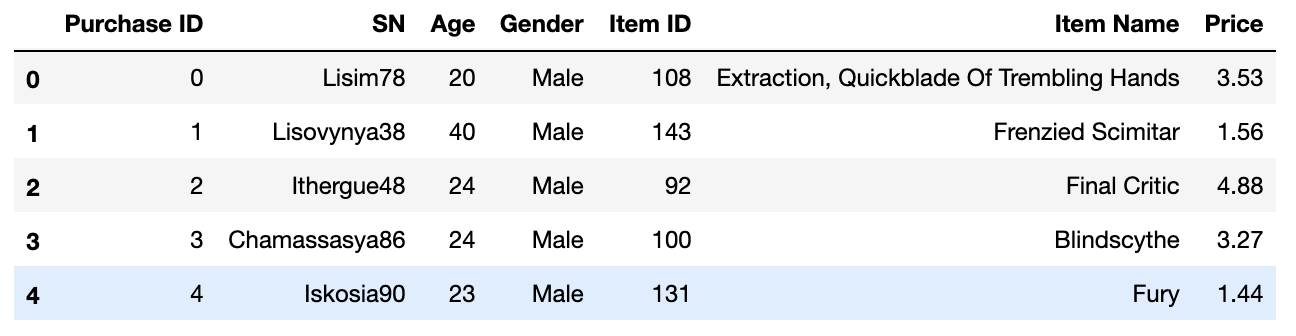 Purchase ID SN Age Gender Item ID Item Name Price
0 0 Lisim78 20 Male 108 Extraction, Quickblade Of Trembling Hands 3.53
1 1 Lisovynya38 40 Male 143 Frenzied Scimitar 1.56
2 2 Ithergue48 24 Male 92 Final Critic 4.88
3 3 Chamassasya86 24 Male 100 Blindscythe 3.27
4 4 Iskosia90 23 Male 131 Fury 1.44